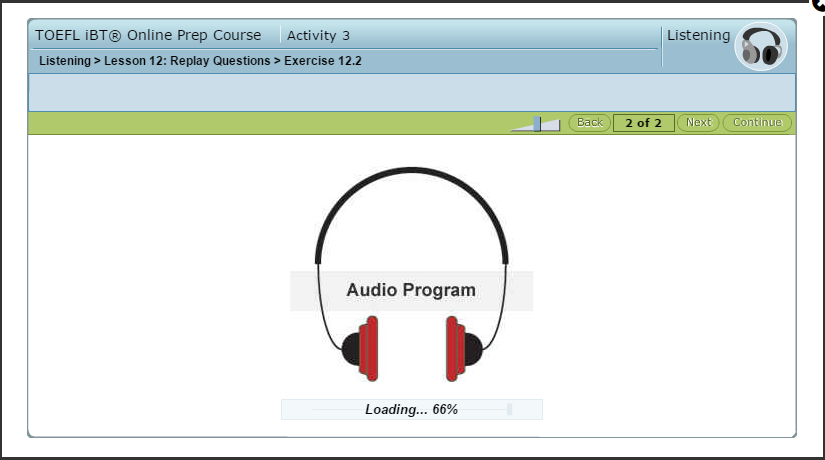 TOEFL iBT® Online Prep Course Activity 3 Listening
Listening > Lesson 12: Replay Questions > Exercise 12.2
Back 2 of 2 Next Continue
Audio Program
Loading... 66%